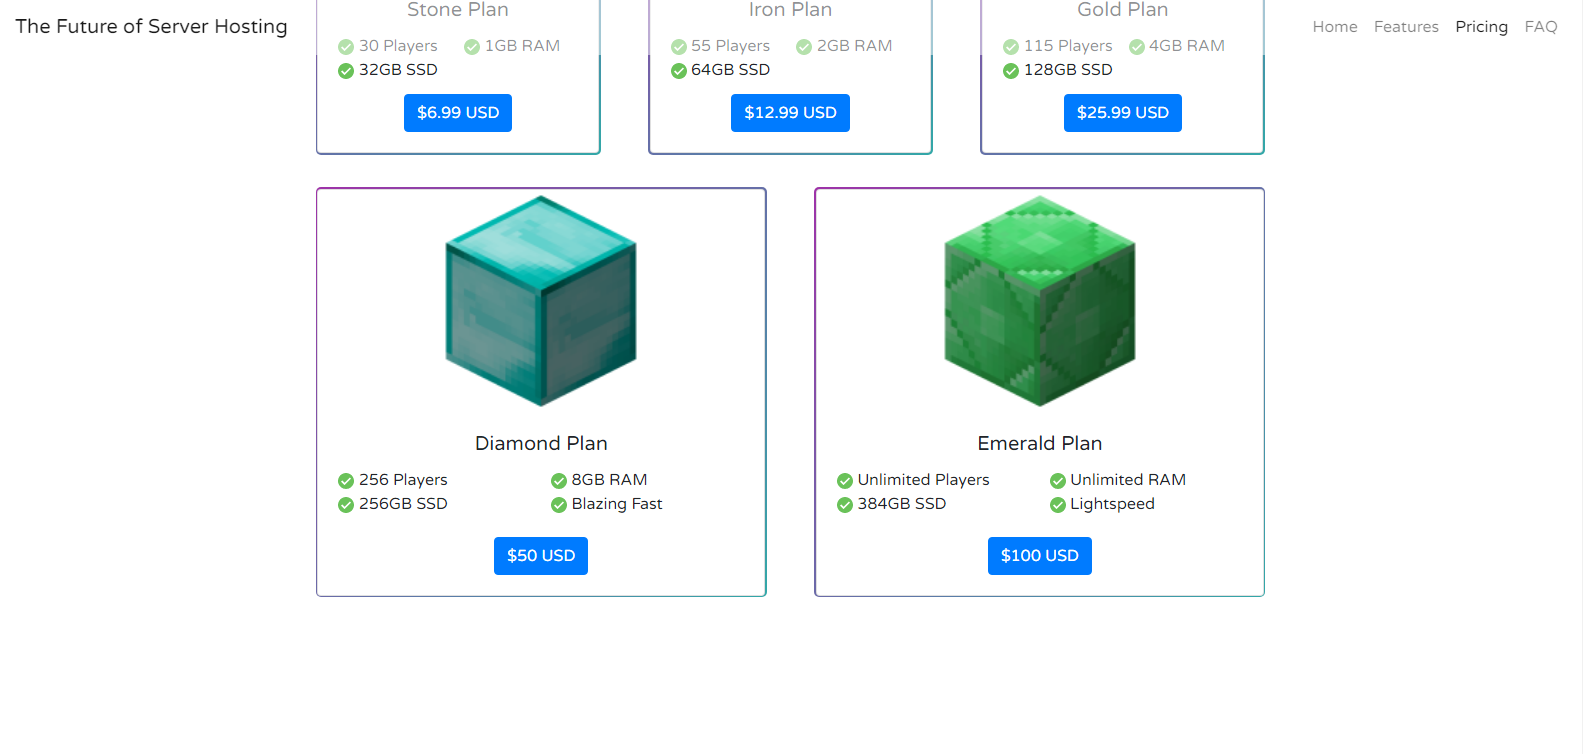 The Future of Server Hosting
Home Features Pricing FAQ
Stone Plan
30 Players 1GB RAM
32GB SSD
$6.99 USD
Iron Plan
55 Players 2GB RAM
64GB SSD
$12.99 USD
Gold Plan
115 Players 4GB RAM
128GB SSD
$25.99 USD
Diamond Plan
256 Players 8GB RAM
256GB SSD Blazing Fast
$50 USD
Emerald Plan
Unlimited Players Unlimited RAM
384GB SSD Lightspeed
$100 USD